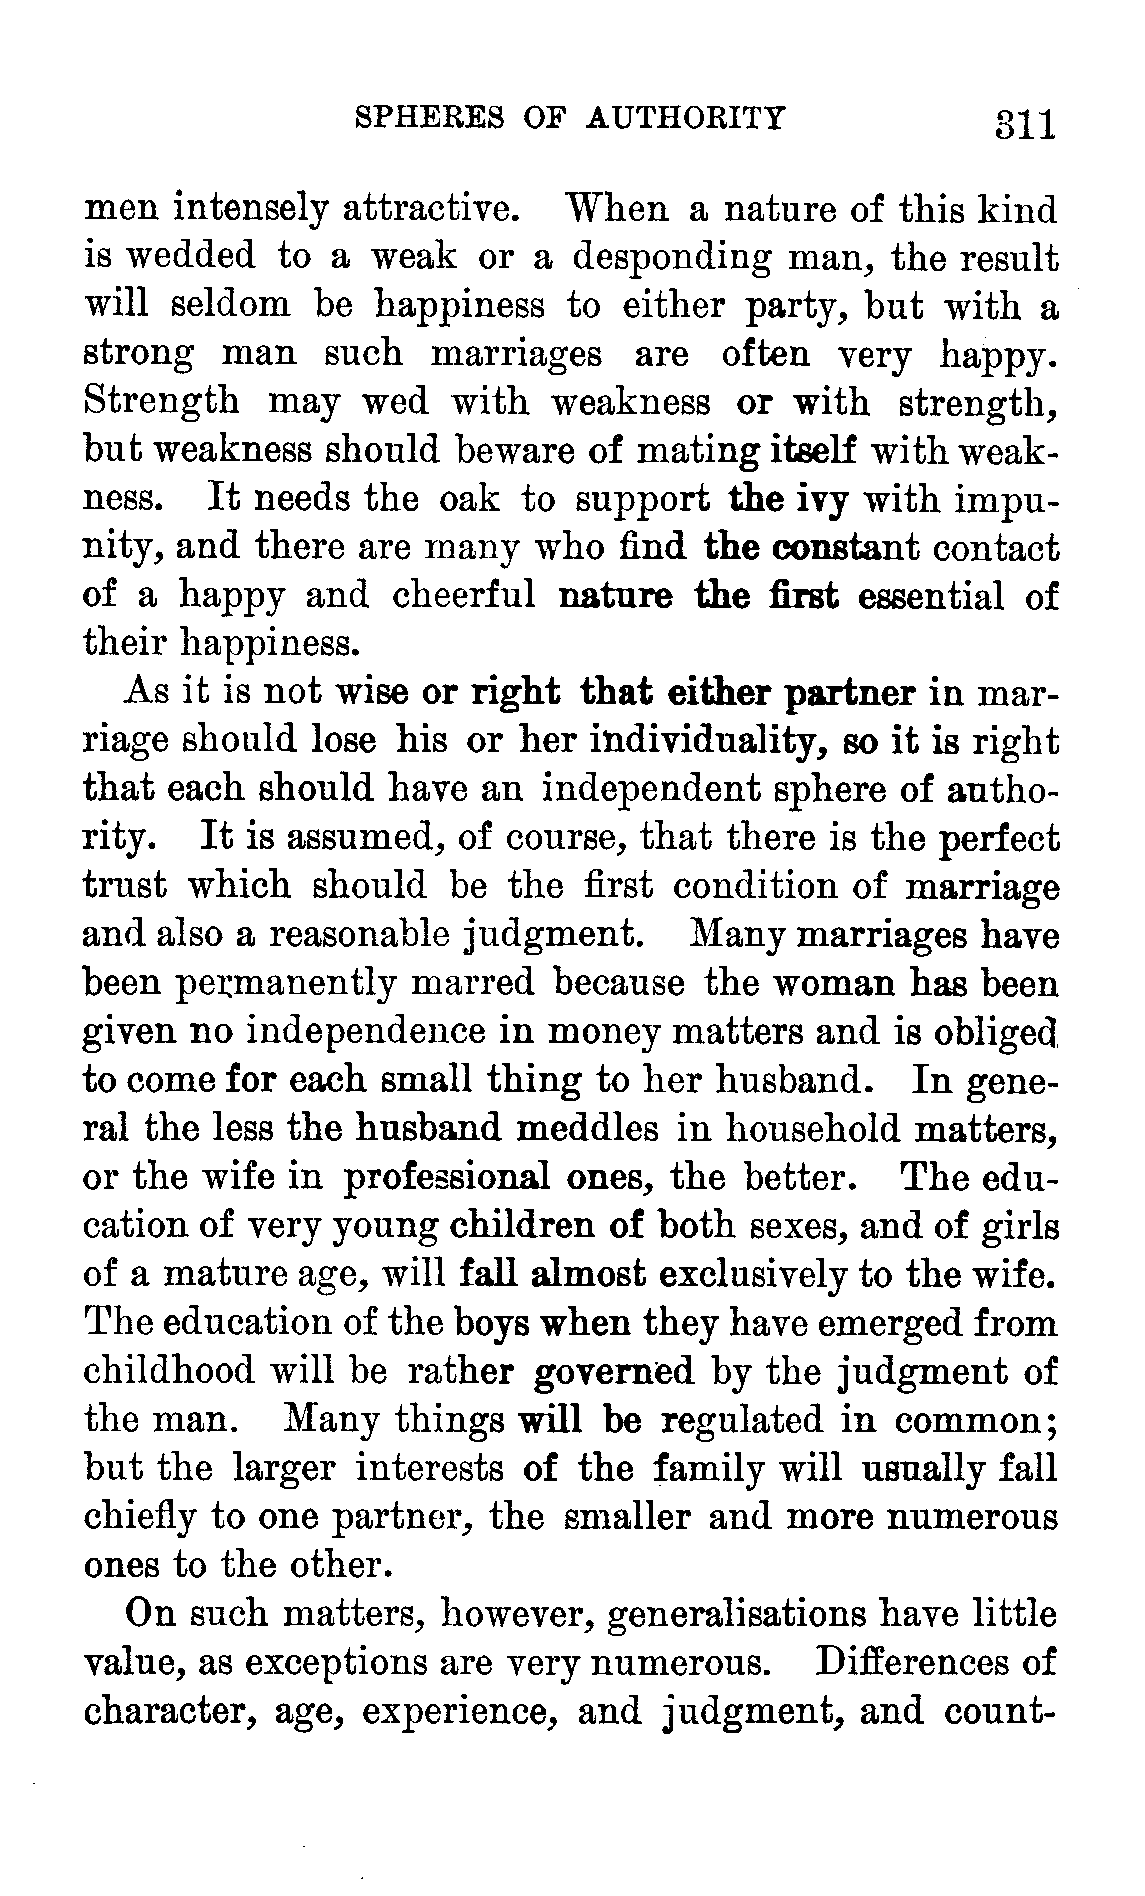 SPHERES OF AUTHORITY 311
men intensely attractive. When a nature of this kind
is wedded to a weak or a desponding man, the result
will seldom be happiness to either party, but with a
strong man such marriages are often very happy.
Strength may wed with weakness or with strength,
but weakness should beware of mating itself with weak-
ness. It needs the oak to support the ivy with impu-
nity, and there are many who find the constant contact
of a happy and cheerful nature the first essential of
their happiness.
As it is not wise or right that either partner in mar-
riage should lose his or her individuality, so it is right
that each should have an independent sphere of autho-
rity. It is assumed, of course, that there is the perfect
trust which should be the first condition of marriage
and also a reasonable judgment. Many marriages have
been permanently marred because the woman has been
given no independence in money matters and is obliged
to come for each small thing to her husband. In gene-
ral the less the husband meddles in household matters,
or the wife in professional ones, the better. The edu-
cation of very young children of both sexes, and of girls
of a mature age, will fall almost exclusively to the wife.
The education of the boys when they have emerged from
childhood will be rather governed by the judgment of
the man. Many things will be regulated in common;
but the larger interests of the family will usually fall
chiefly to one partner, the smaller and more numerous
ones to the other.
On such matters, however, generalisations have little
value, as exceptions are very numerous. Differences of
character, age, experience, and judgment, and count-